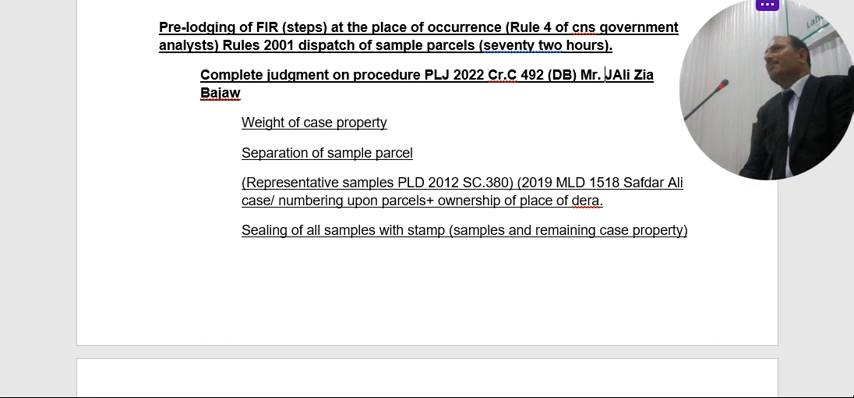 Pre-lodging of FIR (steps) at the place of occurrence (Rule 4 of cns government
analysts) Rules 2001 dispatch of sample parcels (seventy two hours).
Complete judgment on procedure PLJ 2022 Cr.C 492 (DB) Mr. JAli Zia
Bajaw
Weight of case property
Separation of sample parcel
(Representative samples PLD 2012 SC.380) (2019 MLD 1518 Safdar Ali
case/ numbering upon parcels+ ownership of place of dera.
Sealing of all samples with stamp (samples and remaining case property)